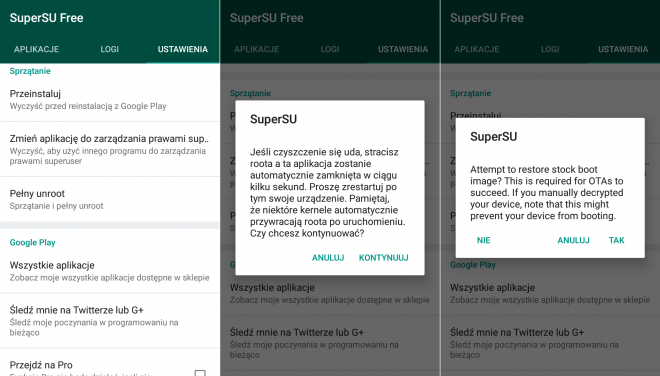 SuperSU Free
APLIKACJE LOGI USTAWIENIA
Sprzątanie
Przeinstaluj
Wyczyść przed reinstalacją z Google Play
Zmień aplikację do zarządzania prawami sup..
Wyczyść, aby użyć innego programu do zarządzania
prawami superuser
Pełny unroot
Sprzątanie i pełny unroot
Google Play
Wszystkie aplikacje
Zobacz moje wszystkie aplikacje dostępne w sklepie
Śledź mnie na Twitterze lub G+
Śledź moje poczynania w programowaniu na
bieżąco
Przejdź na Pro
SuperSU Free
APLIKACJE LOGI USTAWIENIA
Sprzątanie
SuperSU
Jeśli czyszczenie się uda, stracisz
roota a ta aplikacja zostanie
automatycznie zamknięta w ciągu
kilku sekund. Proszę zrestartuj po
tym swoje urządzenie. Pamiętaj,
że niektóre kernele automatycznie
przywracają roota po uruchomieniu.
Czy chcesz kontynuować?
ANULUJ KONTYNUUJ
Wszystkie aplikacje
Zobacz moje wszystkie aplikacje dostępne w sklepie
Śledź mnie na Twitterze lub G+
Śledź moje poczynania w programowaniu na
bieżąco
Przejdź na Pro
SuperSU Free
APLIKACJE LOGI USTAWIENIA
Sprzątanie
Przeinstaluj
SuperSU
Attempt to restore stock boot
image? This is required for OTAs to
succeed. If you manually decrypted
your device, note that this might
prevent your device from booting.
NIE ANULUJ TAK
Google Play
Wszystkie aplikacje
Zobacz moje wszystkie aplikacje dostępne w sklepie
Śledź mnie na Twitterze lub G+
Śledź moje poczynania w programowaniu na
bieżąco
Przejdź na Pro